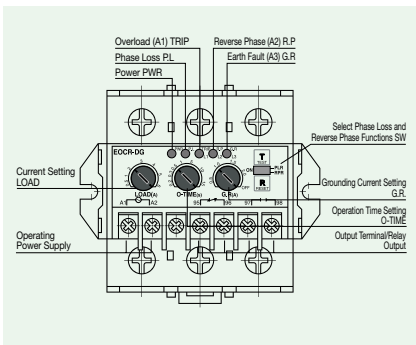 Overload (A1) TRIP
Reverse Phase (A2) R.P
Phase Loss P.L
Earth Fault (A3) G.R
Power PWR
EOCR-DG
T
TEST
Select Phase Loss and
Reverse Phase Functions SW
ON
R
RESET
OFF
Current Setting
LOAD
LOAD(A)
O-TIME(s)
Grounding Current Setting
G.R.
A1
A2
95
96
97
98
Operation Time Setting
O-TIME
Operating
Power Supply
Output Terminal/Relay
Output